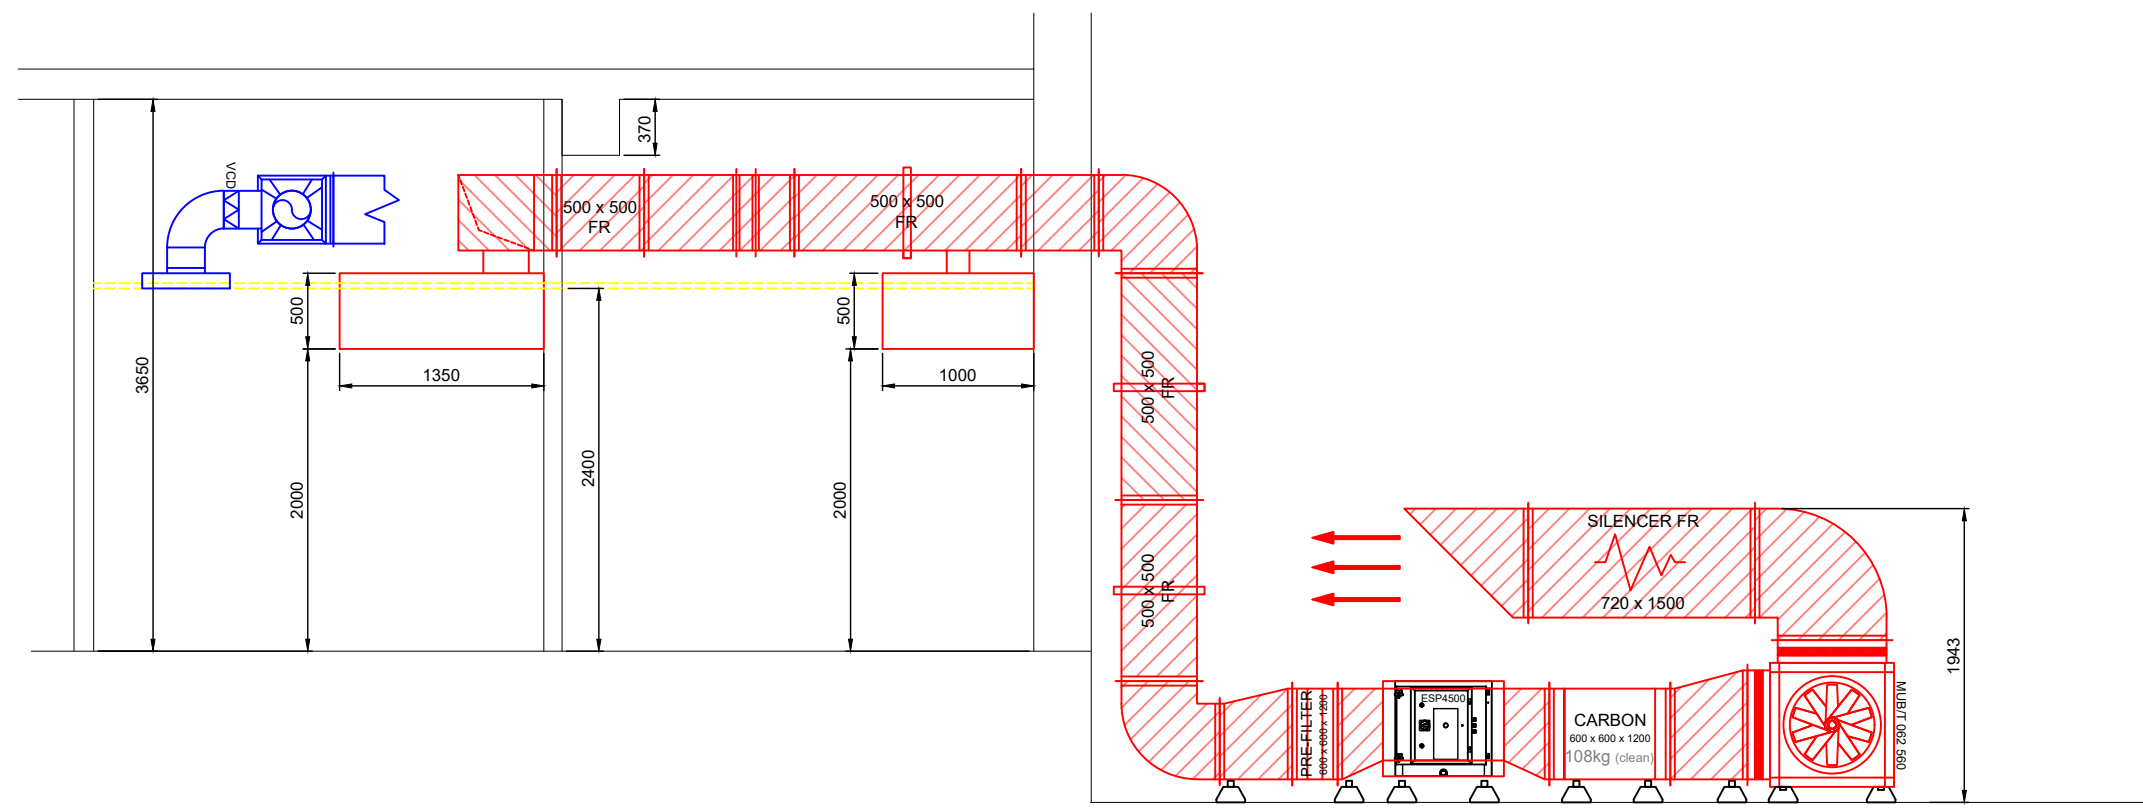 370
VCD
500 x 500
FR
500 x 500
FR
500
500
3650
1350
1000
500 x 500
FR
2400
2000
2000
SILENCER FR
720 x 1500
500 x 500
FR
1943
PRE-FILTER
600 x 600 x 1200
ESP4500
CARBON
600 x 600 x 1200
108kg (clean)
MUB/T 062 560